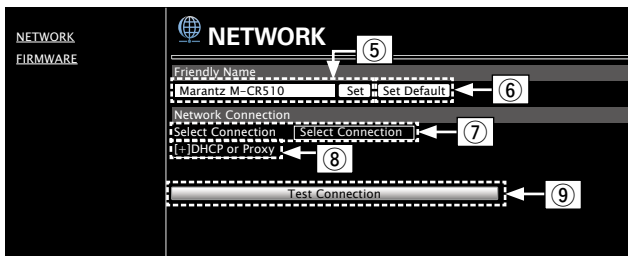 NETWORK
FIRMWARE
NETWORK
⑤
Friendly Name
Marantz M-CR510 Set Set Default ⑥
Network Connection
Select Connection Select Connection ⑦
[+]DHCP or Proxy ⑧
Test Connection ⑨